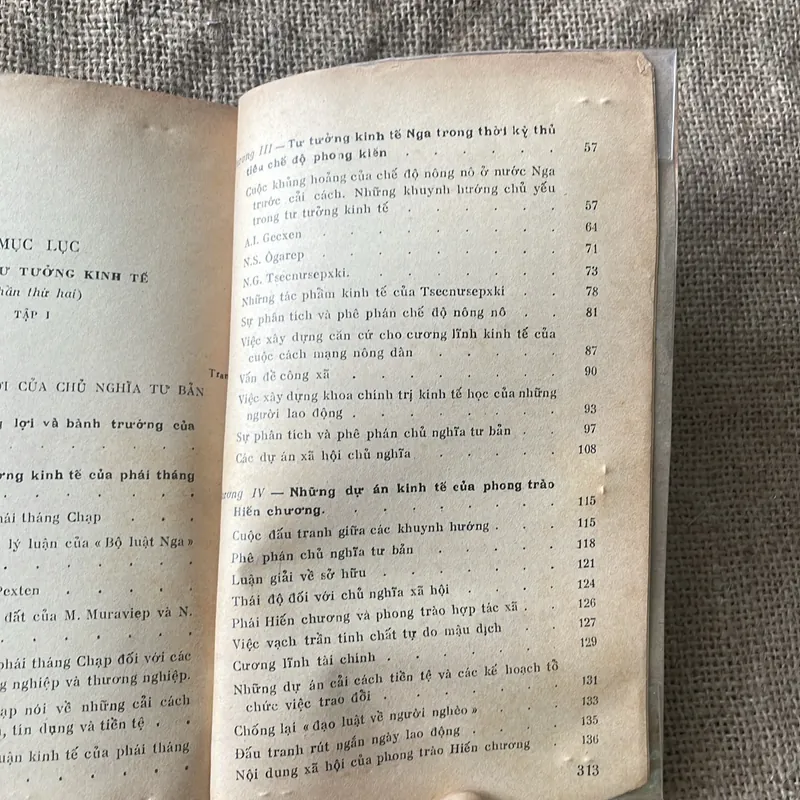 MỤC LỤC
TƯ TƯỞNG KINH TẾ
thứ hai)
TẬP I
Tran
CỦA CHỦ NGHĨA TƯ BẢN
lợi và bành trướng của
kinh tế của phái tháng
phái tháng Chạp . . .
lý luận của « Bộ luật Nga »
Pexten
đất của M. Muraviep và N.
phái tháng Chạp đối với các
nghiệp và thương nghiệp.
nói về những cải cách
tín dụng và tiền tệ . .
kinh tế của phái tháng
III — Tư tưởng kinh tế Nga trong thời kỳ thủ
tiêu chế độ phong kiến . . . . . . 57
Cuộc khủng hoảng của chế độ nông nô ở nước Nga
trước cải cách. Những khuynh hướng chủ yếu
trong tư tưởng kinh tế . . . . . . 57
A.I. Gecxen . . . . . . 64
N.S. Ôgarep . . . . . . 71
N.G. Tsecnưsepxki. . . . . . 73
Những tác phẩm kinh tế của Tsecnưsepxki . . 78
Sự phân tích và phê phán chế độ nông nô . . 81
Việc xây dựng căn cứ cho cương lĩnh kinh tế của
cuộc cách mạng nông dân . . . . . 87
Vấn đề công xã . . . . . . 90
Việc xây dựng khoa chính trị kinh tế học của những
người lao động . . . . . . 93
Sự phân tích và phê phán chủ nghĩa tư bản . . 97
Các dự án xã hội chủ nghĩa . . . . . 108
IV — Những dự án kinh tế của phong trào
Hiến chương. . . . . . . 115
Cuộc đấu tranh giữa các khuynh hướng . . . 115
Phê phán chủ nghĩa tư bản . . . . . 118
Luận giải về sở hữu . . . . . . 121
Thái độ đối với chủ nghĩa xã hội . . . . 124
Phái Hiến chương và phong trào hợp tác xã . . 126
Việc vạch trần tính chất tự do mậu dịch . . 127
Cương lĩnh tài chính . . . . . . 129
Những dự án cải cách tiền tệ và các kế hoạch tổ
chức việc trao đổi . . . . . . 131
Chống lại « đạo luật về người nghèo » . . . 133
Đấu tranh rút ngắn ngày lao động . . . . 135
Nội dung xã hội của phong trào Hiến chương . . 136
313